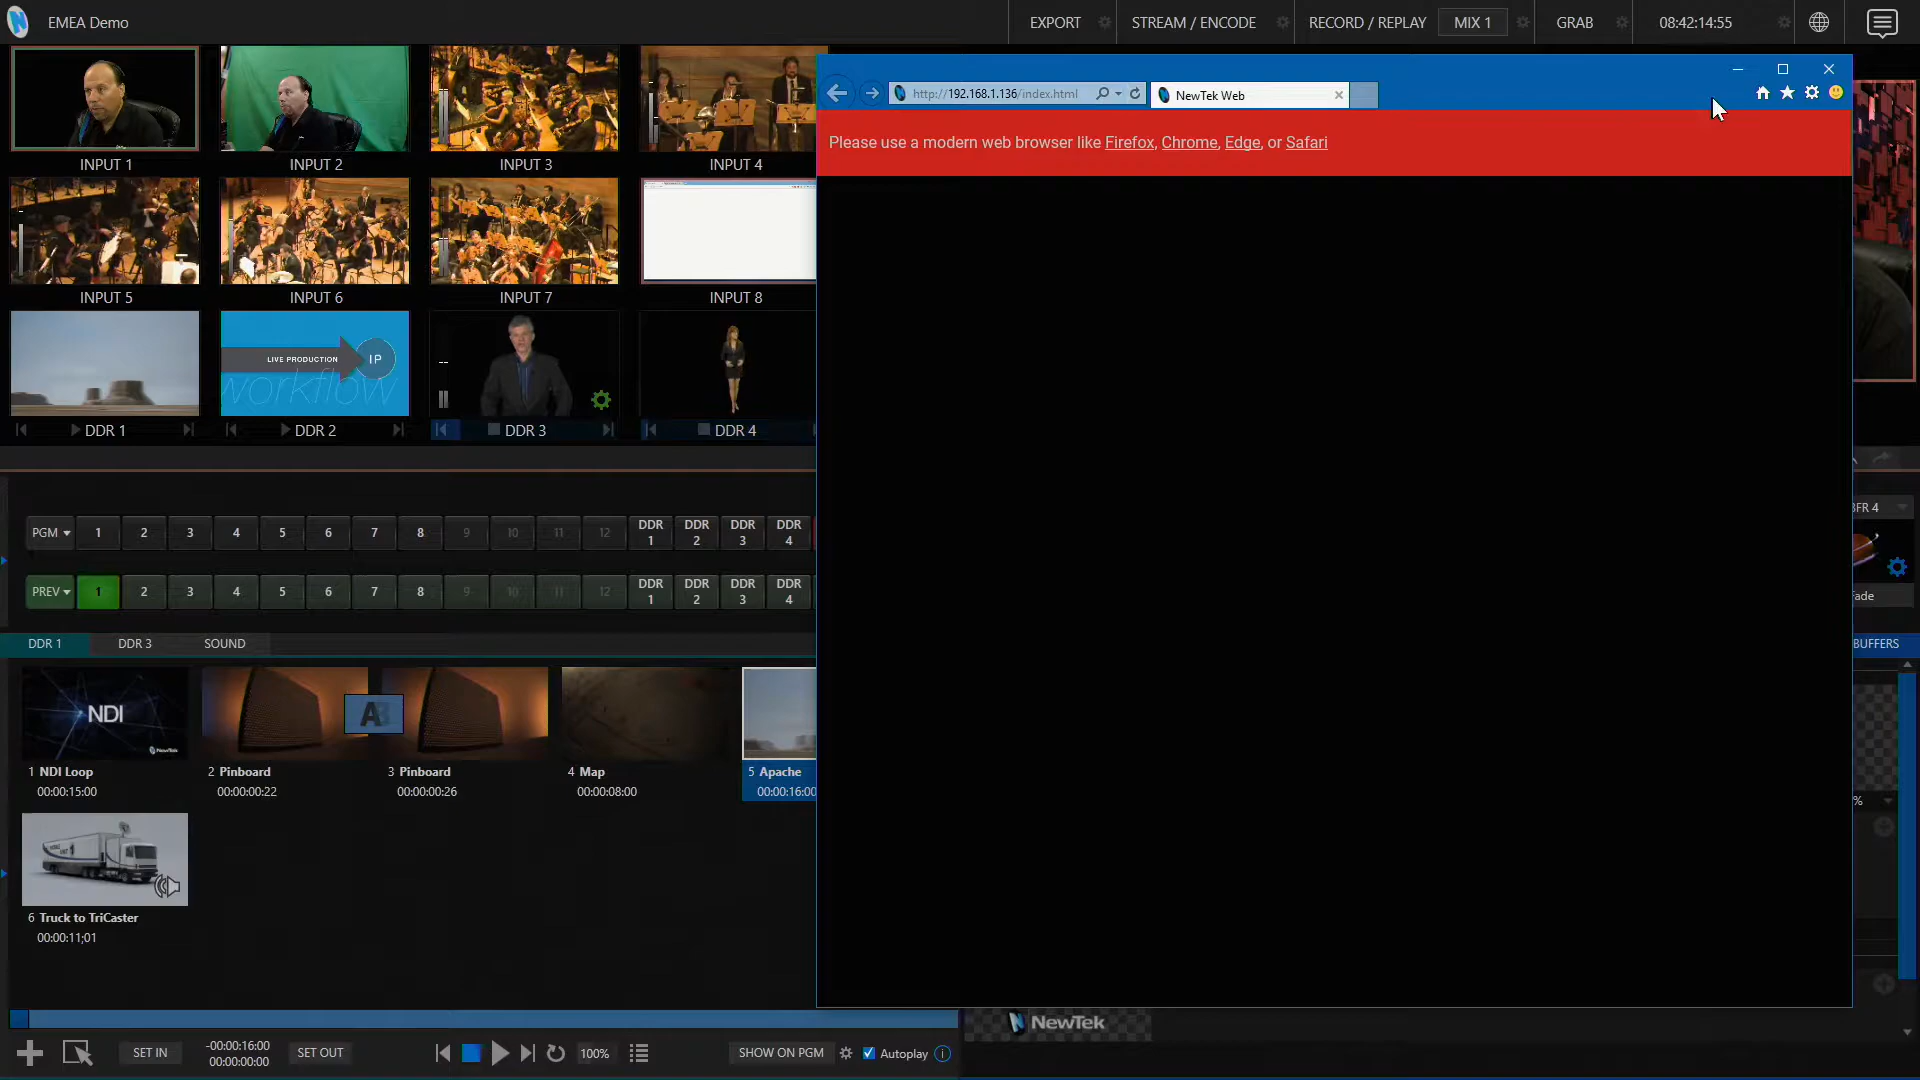 EMEA Demo
EXPORT
STREAM / ENCODE
RECORD / REPLAY
MIX 1
GRAB
08:42:14:55
http://192.168.1.136/index.html
NewTek Web
Please use a modern web browser like Firefox, Chrome, Edge, or Safari
INPUT 1
INPUT 2
INPUT 3
INPUT 4
INPUT 5
INPUT 6
INPUT 7
INPUT 8
LIVE PRODUCTION
IP
workflow
DDR 1
DDR 2
DDR 3
DDR 4
PGM 1 2 3 4 5 6 7 8 9 10 11 12 DDR 1 DDR 2 DDR 3 DDR 4
PREV 1 2 3 4 5 6 7 8 9 10 11 12 DDR 1 DDR 2 DDR 3 DDR 4
BFR 4
Fade
BUFFERS
%
DDR 1
DDR 3
SOUND
NDI
NewTek
A
1 NDI Loop
00:00:15:00
2 Pinboard
00:00:00:22
3 Pinboard
00:00:00:26
4 Map
00:00:08:00
5 Apache
00:00:16:00
6 Truck to TriCaster
00:00:11;01
NewTek
SET IN
-00:00:16:00
00:00:00:00
SET OUT
100%
SHOW ON PGM
Autoplay